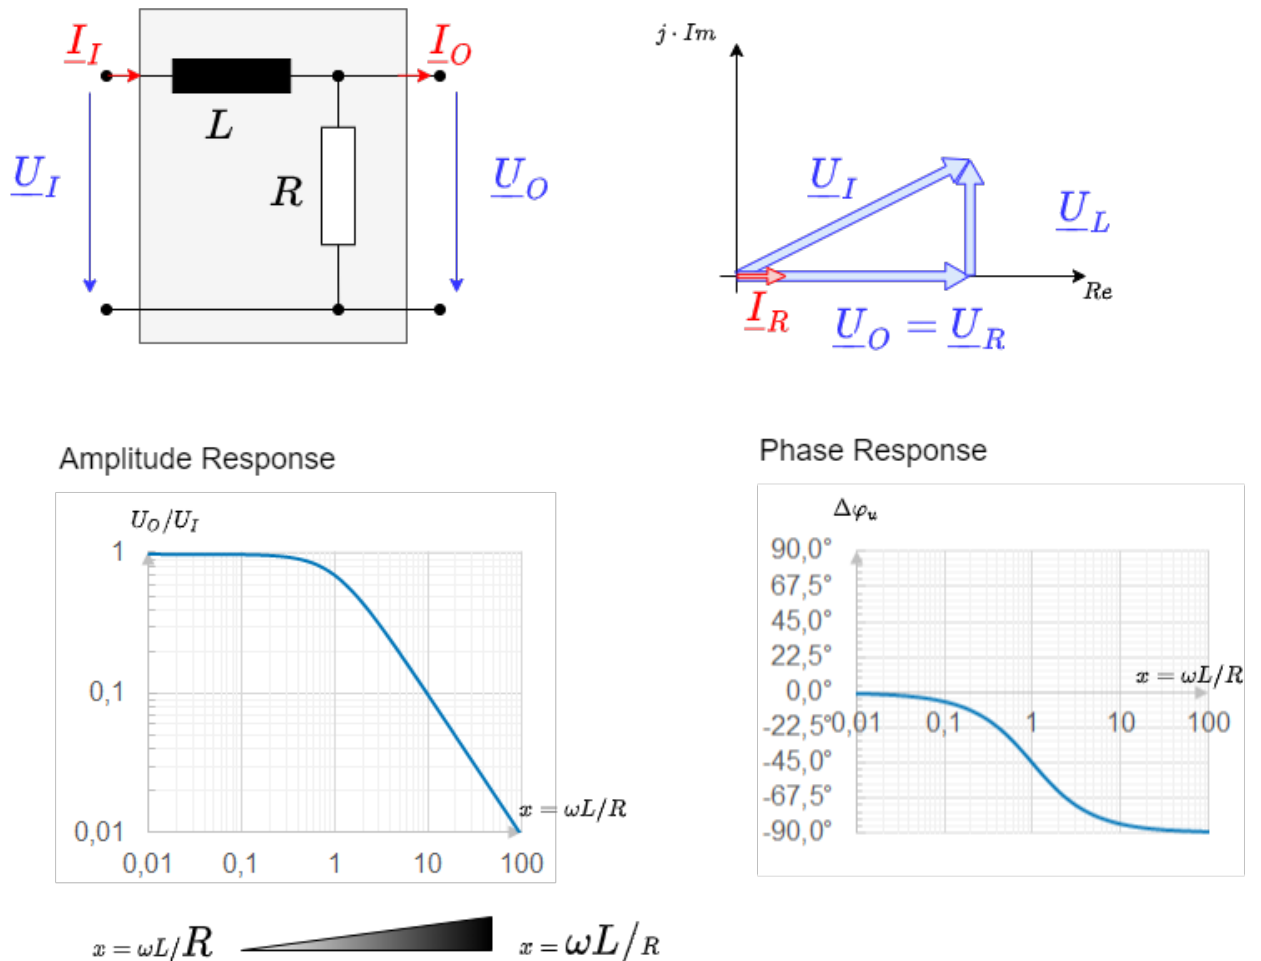 I_I
I_O
L
U_I
R
U_O
j · Im
U_I
U_L
Re
I_R
U_O = U_R
Amplitude Response
U_O/U_I
1
0,1
0,01
x = ωL/R
0,01 0,1 1 10 100
x = ωL/R
x = ωL/R
Phase Response
Δφ_u
90,0°
67,5°
45,0°
22,5°
x = ωL/R
0,0°
-22,5°
0,01 0,1 1 10 100
-45,0°
-67,5°
-90,0°